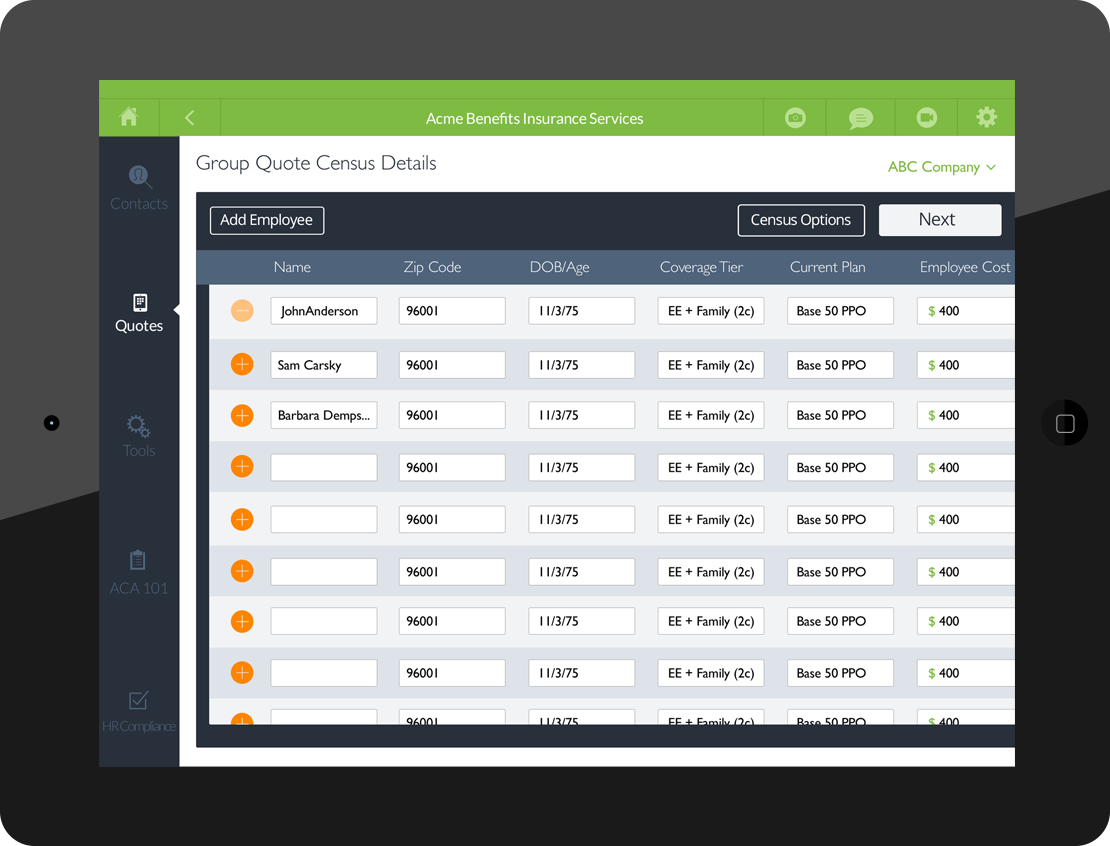 Acme Benefits Insurance Services
Group Quote Census Details
ABC Company
Contacts
Quotes
Tools
ACA 101
HR Compliance
Add Employee Census Options Next
Name Zip Code DOB/Age Coverage Tier Current Plan Employee Cost
JohnAnderson 96001 11/3/75 EE + Family (2c) Base 50 PPO $ 400
Sam Carsky 96001 11/3/75 EE + Family (2c) Base 50 PPO $ 400
Barbara Demps... 96001 11/3/75 EE + Family (2c) Base 50 PPO $ 400
96001 11/3/75 EE + Family (2c) Base 50 PPO $ 400
96001 11/3/75 EE + Family (2c) Base 50 PPO $ 400
96001 11/3/75 EE + Family (2c) Base 50 PPO $ 400
96001 11/3/75 EE + Family (2c) Base 50 PPO $ 400
96001 11/3/75 EE + Family (2c) Base 50 PPO $ 400
96001 11/3/75 EE + Family (2c) Base 50 PPO $ 400